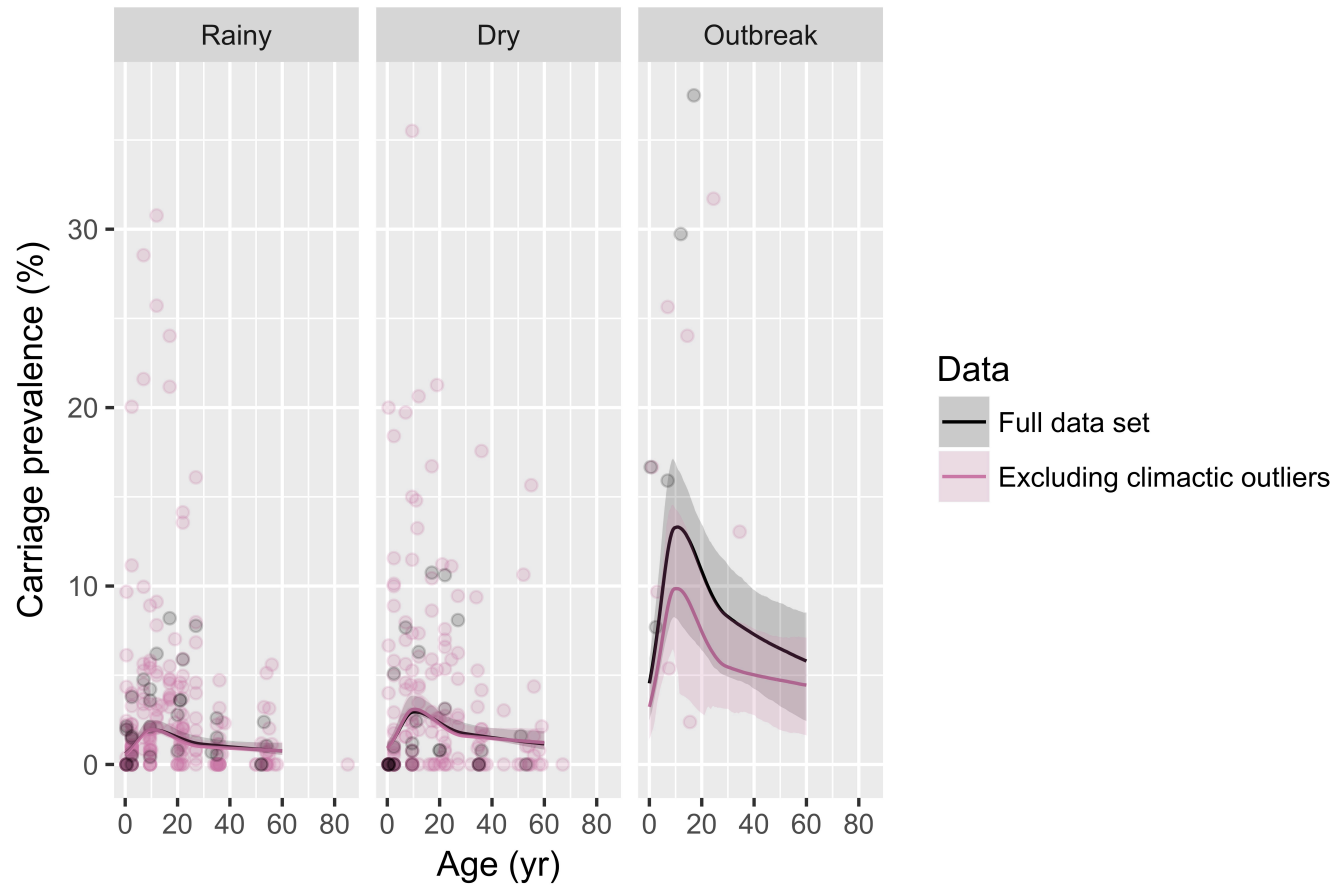 Rainy Dry Outbreak
Carriage prevalence (%)
30
20
10
0
0 20 40 60 80 0 20 40 60 80 0 20 40 60 80
Age (yr)
Data
Full data set
Excluding climactic outliers